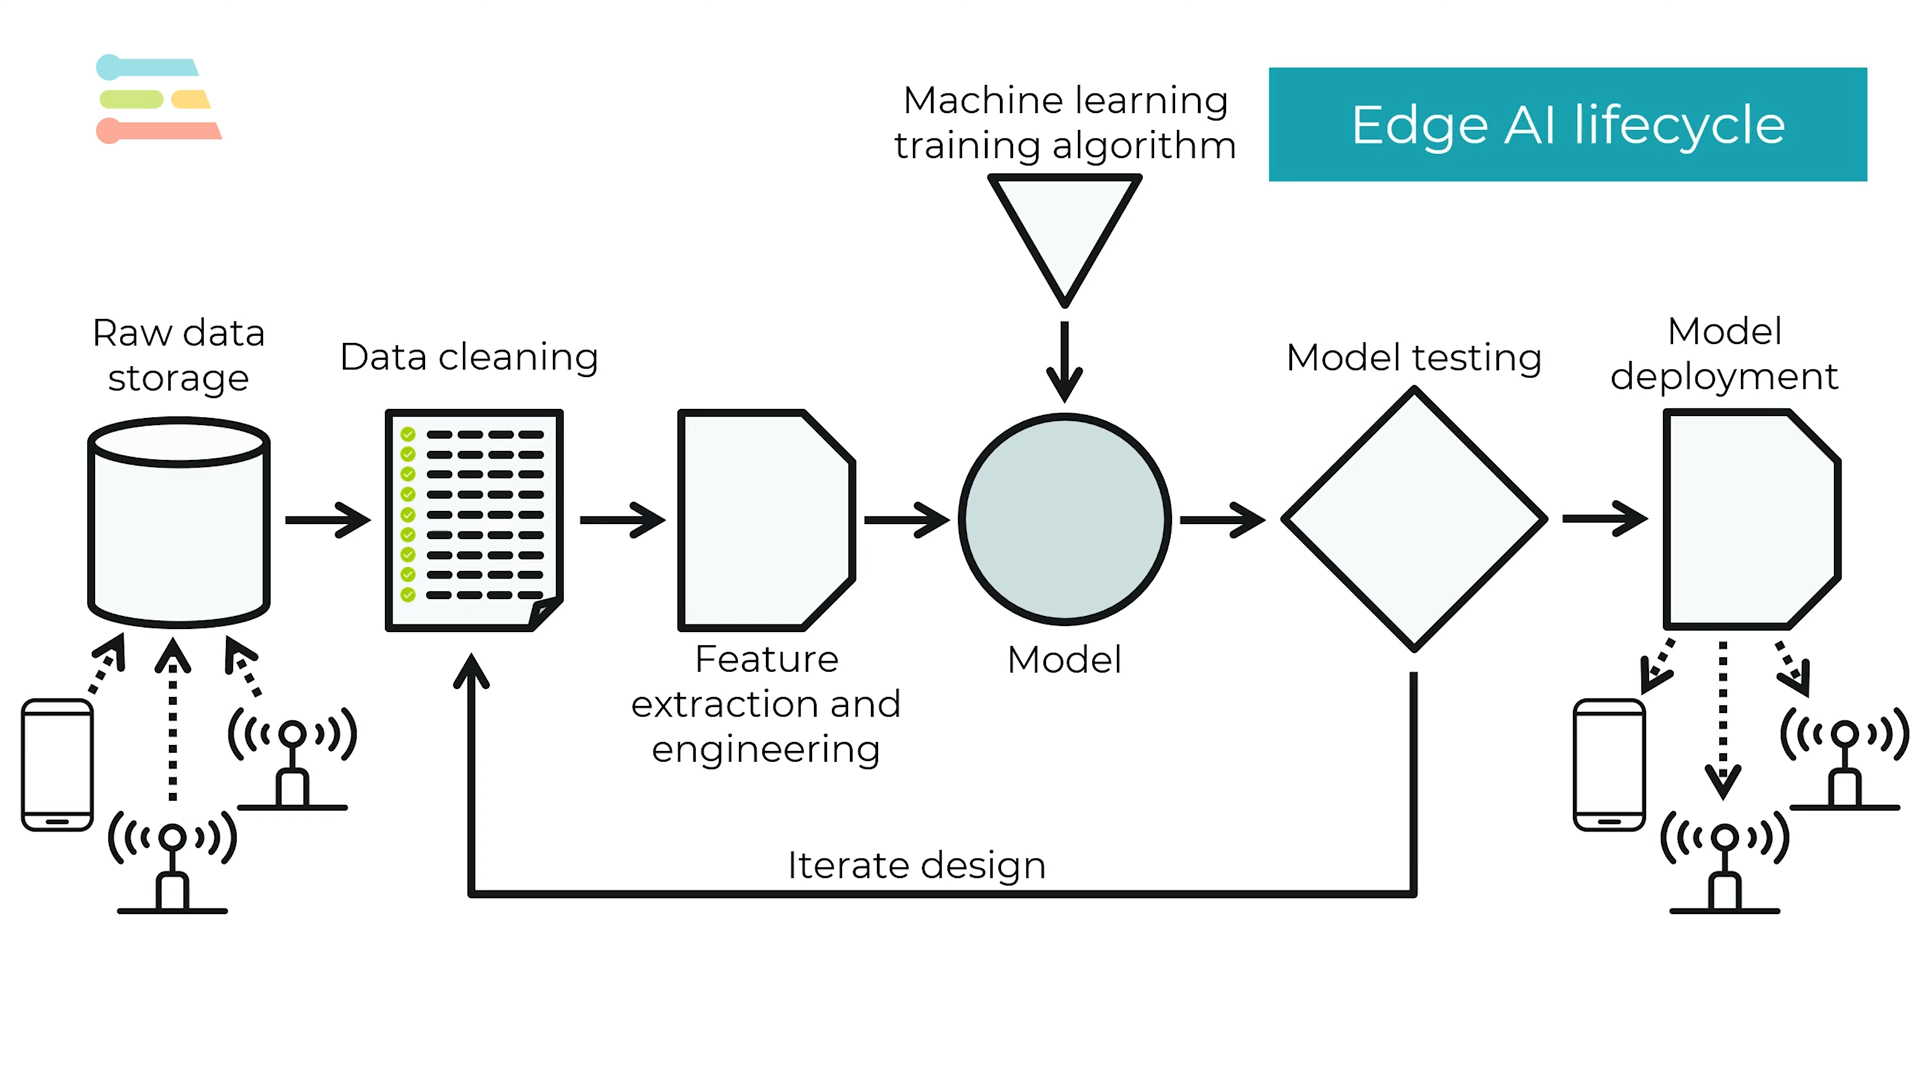 Machine learning
training algorithm
Edge AI lifecycle
Raw data
storage
Data cleaning
Model testing
Model
deployment
Feature
extraction and
engineering
Model
Iterate design